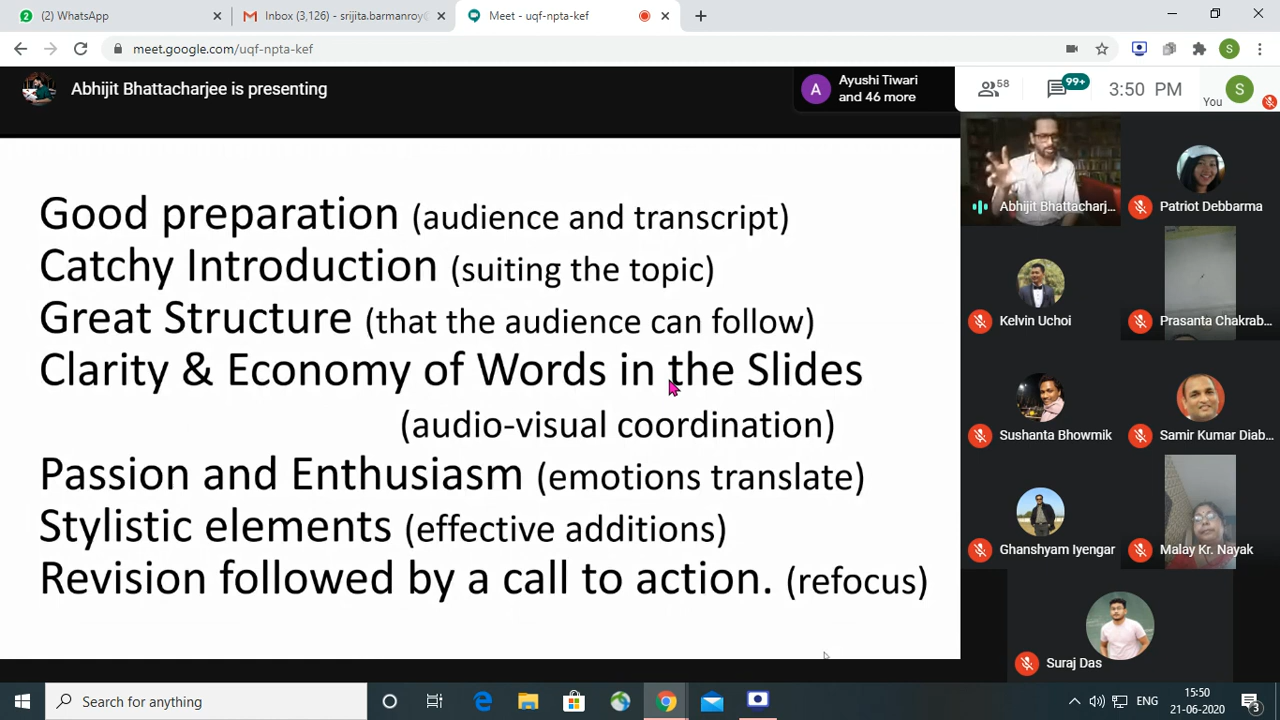 (2) WhatsApp
Inbox (3,126) - srijita.barmanroy@
Meet - uqf-npta-kef
meet.google.com/uqf-npta-kef
S
Abhijit Bhattacharjee is presenting
A
Ayushi Tiwari
and 46 more
58
99+
3:50 PM
You
S
Good preparation (audience and transcript)
Catchy Introduction (suiting the topic)
Great Structure (that the audience can follow)
Clarity & Economy of Words in the Slides
(audio-visual coordination)
Passion and Enthusiasm (emotions translate)
Stylistic elements (effective additions)
Revision followed by a call to action. (refocus)
Abhijit Bhattacharj...
Patriot Debbarma
Kelvin Uchoi
Prasanta Chakrab...
Sushanta Bhowmik
Samir Kumar Diab...
Ghanshyam Iyengar
Malay Kr. Nayak
Suraj Das
Search for anything
ENG
15:50
21-06-2020
3